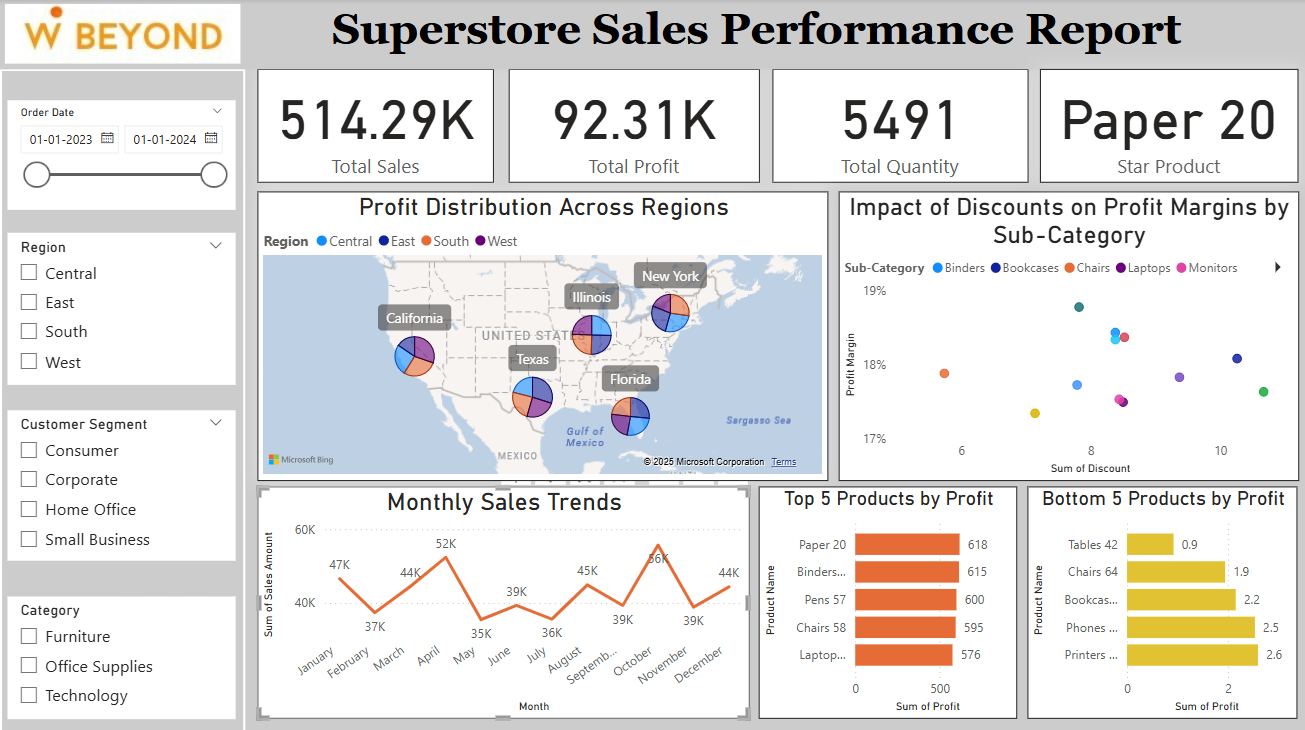 W BEYOND
Superstore Sales Performance Report
Order Date
01-01-2023
01-01-2024
Region
Central
East
South
West
Customer Segment
Consumer
Corporate
Home Office
Small Business
Category
Furniture
Office Supplies
Technology
514.29K
Total Sales
92.31K
Total Profit
5491
Total Quantity
Paper 20
Star Product
Profit Distribution Across Regions
Region Central East South West
New York
Illinois
California
UNITED STATES
Texas
Florida
Gulf of
Mexico
Sargasso Sea
MEXICO
Microsoft Bing
© 2025 Microsoft Corporation Terms
Impact of Discounts on Profit Margins by
Sub-Category
Sub-Category Binders Bookcases Chairs Laptops Monitors
19%
18%
17%
Profit Margin
6 8 10
Sum of Discount
Monthly Sales Trends
Sum of Sales Amount
60K
40K
47K
37K
44K
52K
35K
39K
36K
45K
39K
56K
39K
44K
January
February
March
April
May
June
July
August
Septemb...
October
November
December
Month
Top 5 Products by Profit
Product Name
Paper 20 618
Binders... 615
Pens 57 600
Chairs 58 595
Laptop... 576
0 500
Sum of Profit
Bottom 5 Products by Profit
Product Name
Tables 42 0.9
Chairs 64 1.9
Bookcas... 2.2
Phones ... 2.5
Printers ... 2.6
0 2
Sum of Profit